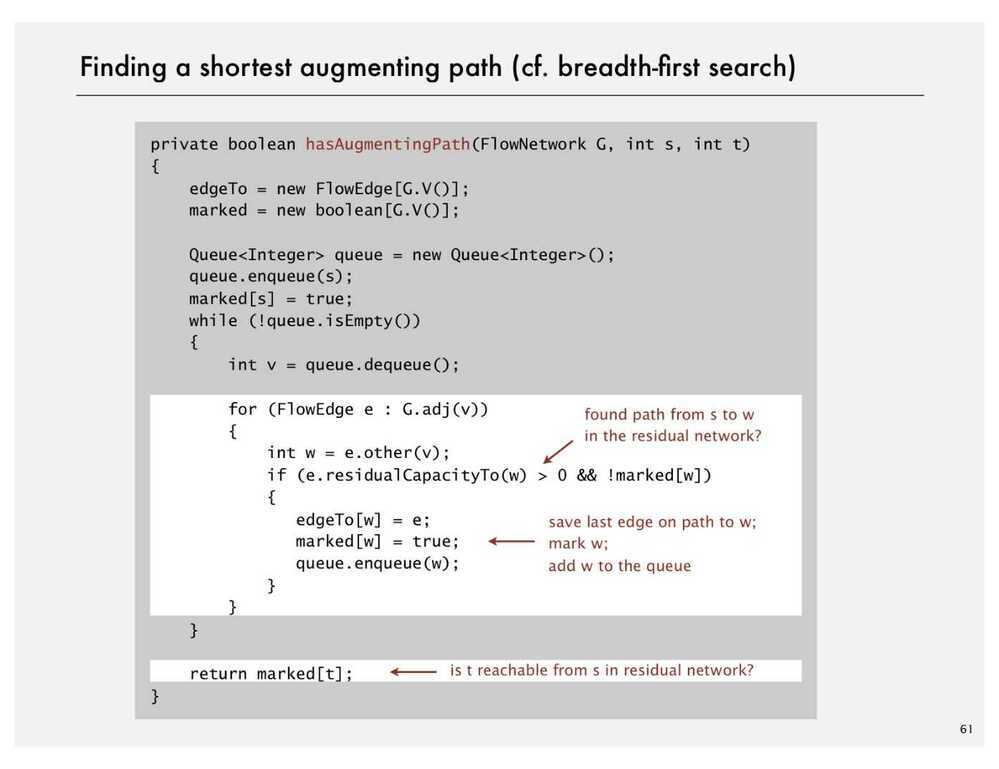 Finding a shortest augmenting path (cf. breadth-first search)
private boolean hasAugmentingPath(FlowNetwork G, int s, int t)
{
edgeTo = new FlowEdge[G.V()];
marked = new boolean[G.V()];
Queue<Integer> queue = new Queue<Integer>();
queue.enqueue(s);
marked[s] = true;
while (!queue.isEmpty())
{
int v = queue.dequeue();
for (FlowEdge e : G.adj(v))
found path from s to w
in the residual network?
{
int w = e.other(v);
if (e.residualCapacityTo(w) > 0 && !marked[w])
{
edgeTo[w] = e;
marked[w] = true;
queue.enqueue(w);
save last edge on path to w;
mark w;
add w to the queue
}
}
}
return marked[t];
is t reachable from s in residual network?
}
61